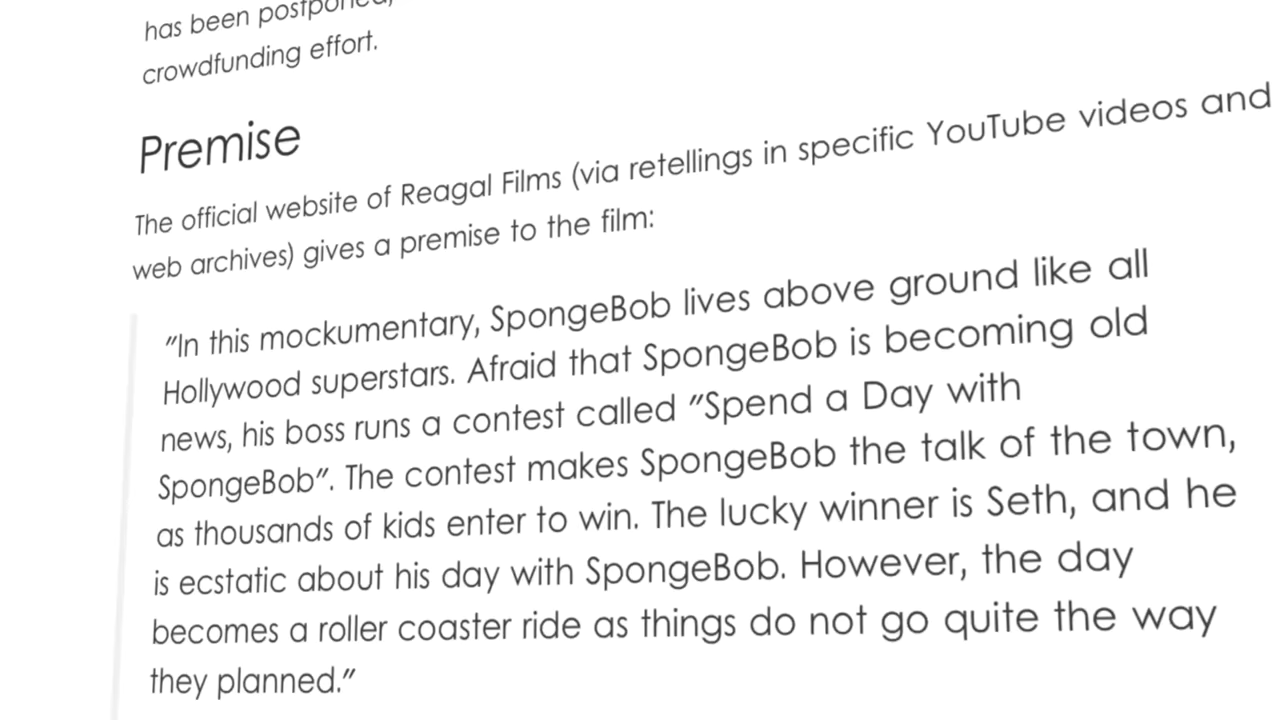 has been postponed,
crowdfunding effort.
Premise
The official website of Reagal Films (via retellings in specific YouTube videos and
web archives) gives a premise to the film:
"In this mockumentary, SpongeBob lives above ground like all
Hollywood superstars. Afraid that SpongeBob is becoming old
news, his boss runs a contest called "Spend a Day with
SpongeBob". The contest makes SpongeBob the talk of the town,
as thousands of kids enter to win. The lucky winner is Seth, and he
is ecstatic about his day with SpongeBob. However, the day
becomes a roller coaster ride as things do not go quite the way
they planned."